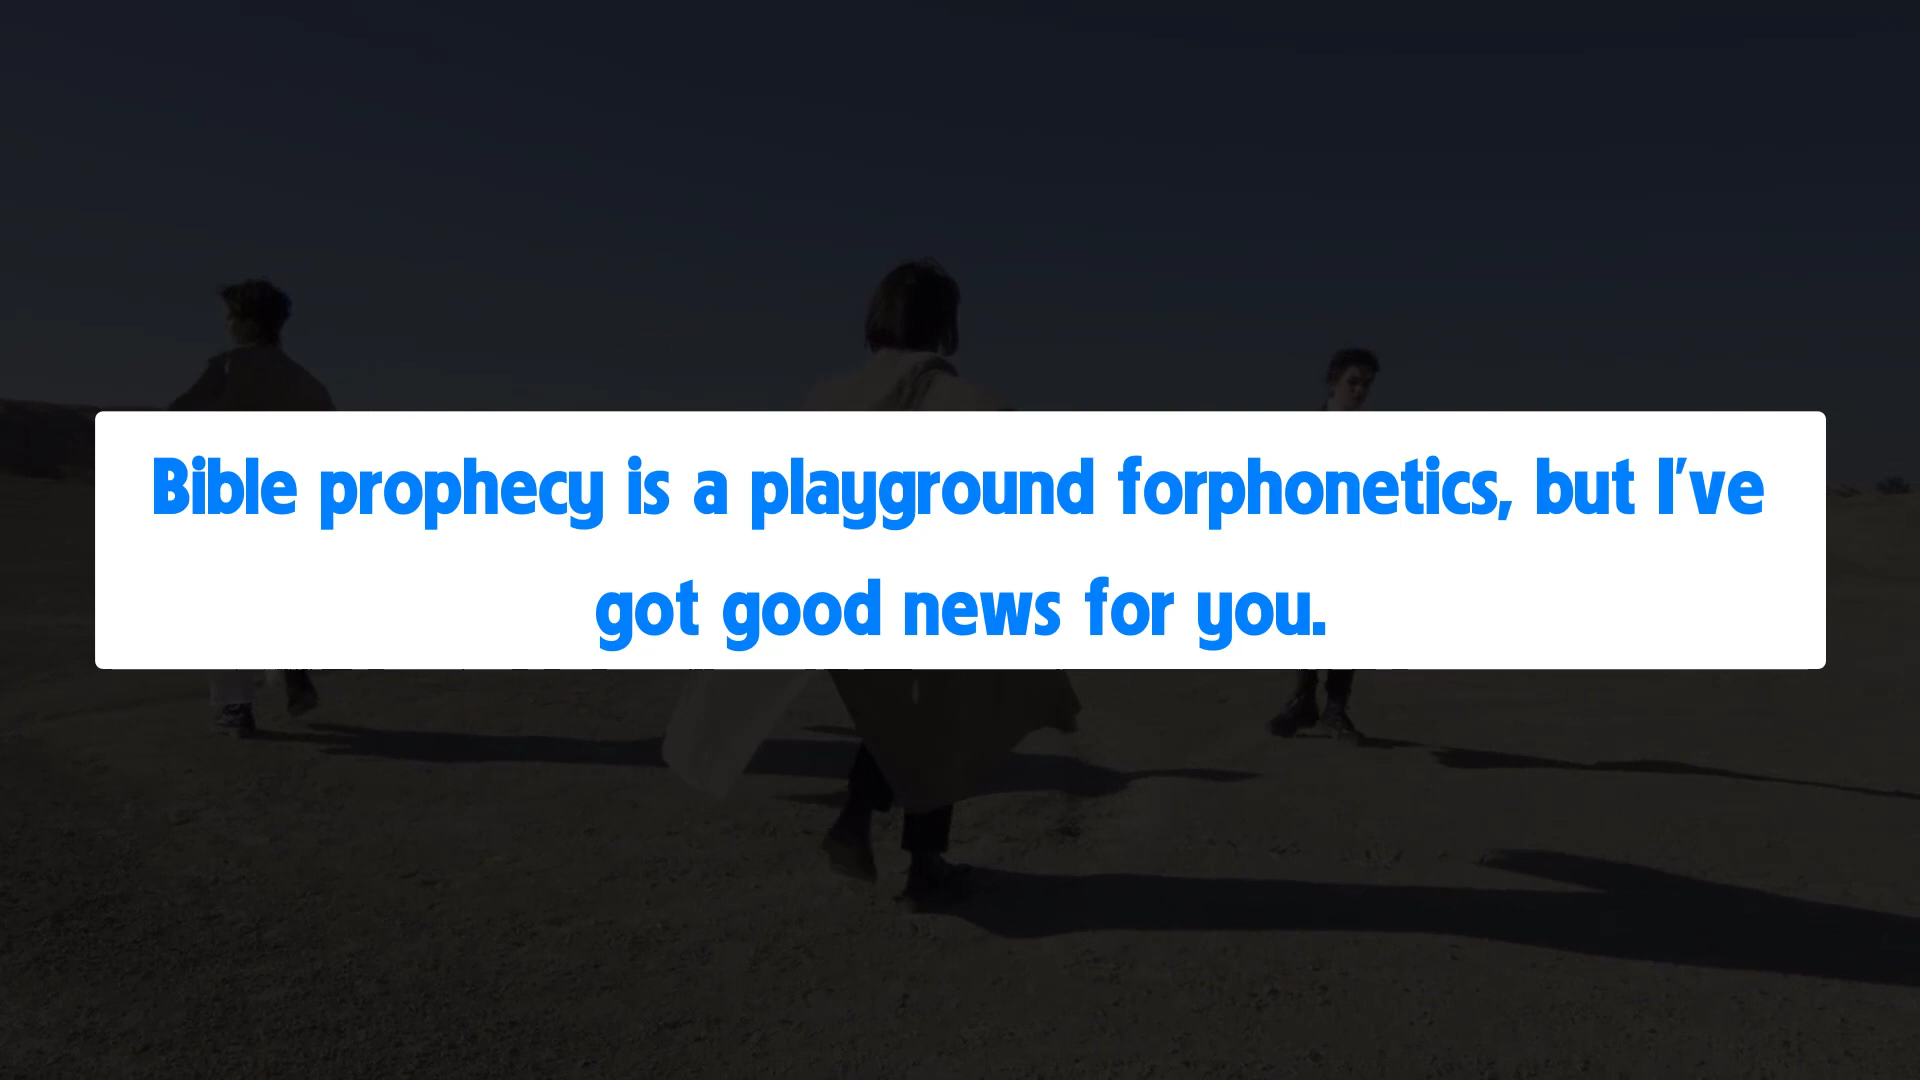 Bible prophecy is a playground forphonetics, but I've
got good news for you.